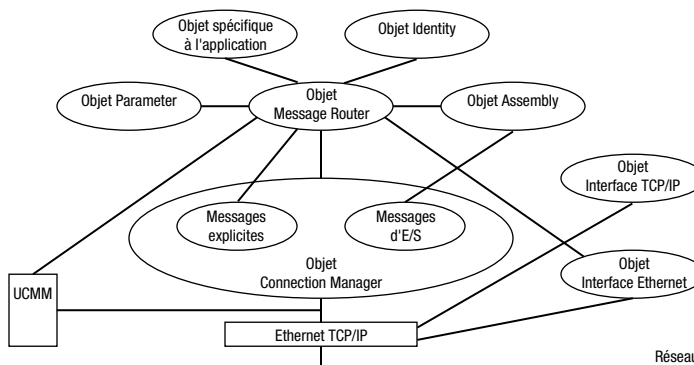 Objet spécifique
à l'application
Objet Identity
Objet Parameter
Objet
Message Router
Objet Assembly
Objet
Interface TCP/IP
Messages
explicites
Messages
d'E/S
Objet
Connection Manager
Objet
Interface Ethernet
UCMM
Ethernet TCP/IP
Réseau